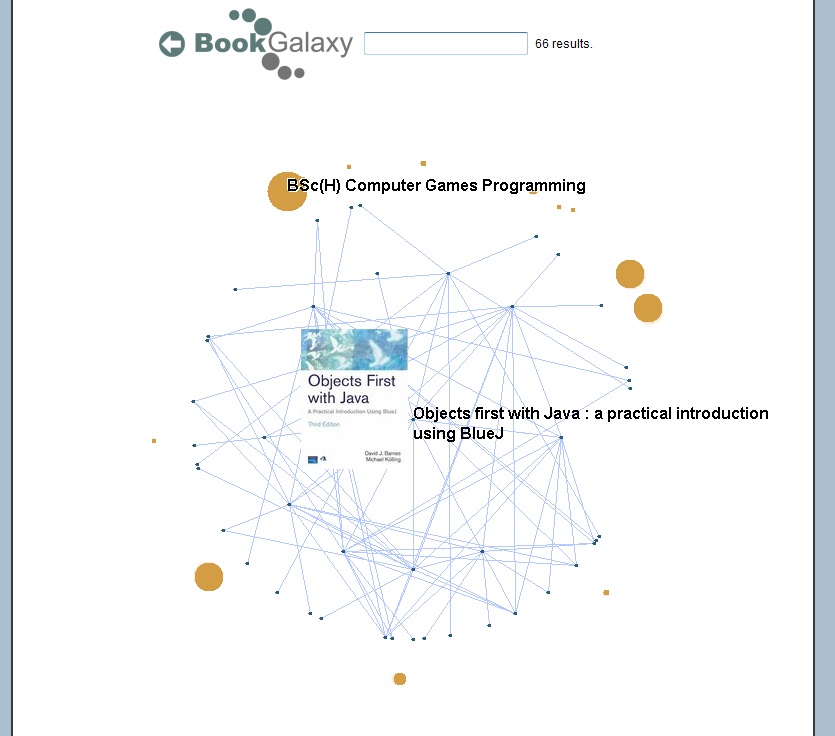 BookGalaxy
66 results.
BSc(H) Computer Games Programming
Objects First
with Java
A Practical Introduction Using BlueJ
Third Edition
David J. Barnes
Michael Kölling
Objects first with Java : a practical introduction
using BlueJ